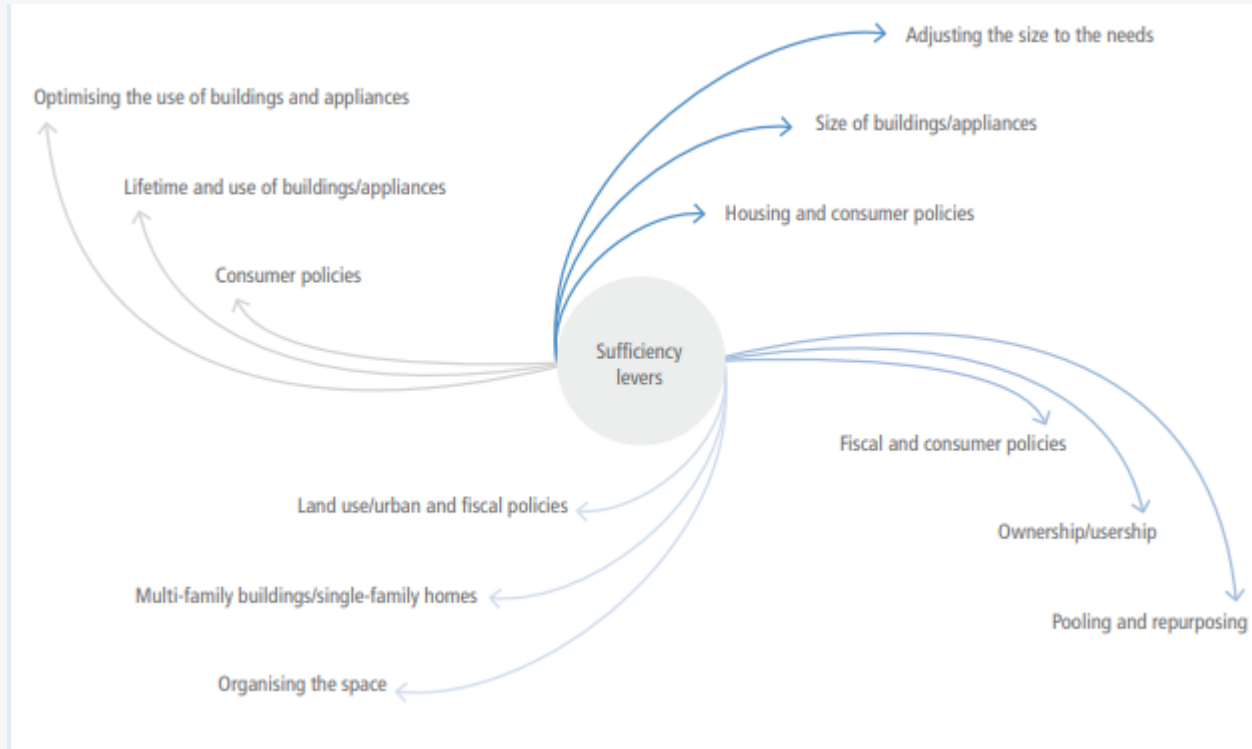 Adjusting the size to the needs
Optimising the use of buildings and appliances
Size of buildings/appliances
Lifetime and use of buildings/appliances
Housing and consumer policies
Consumer policies
Sufficiency
levers
Fiscal and consumer policies
Land use/urban and fiscal policies
Ownership/usership
Multi-family buildings/single-family homes
Pooling and repurposing
Organising the space